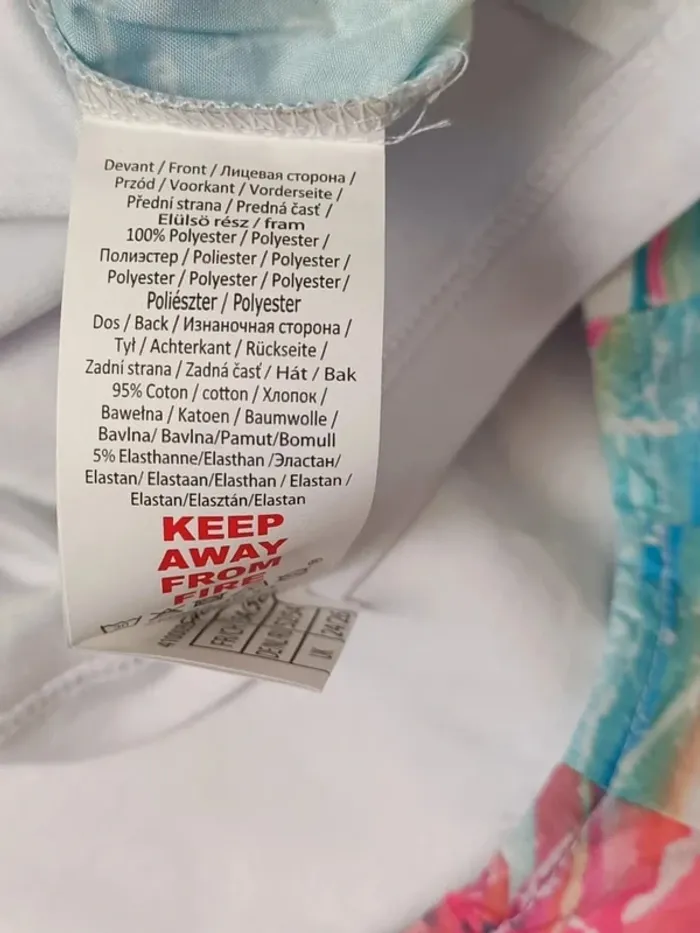 Devant / Front / Лицевая сторона /
Przód / Voorkant / Vorderseite /
Přední strana / Predná časť /
Elülsö rész / fram
100% Polyester / Polyester /
Полиэстер / Poliester / Polyester /
Polyester / Polyester / Polyester /
Poliészter / Polyester
Dos / Back / Изнаночная сторона /
Tył / Achterkant / Rückseite /
Zadní strana / Zadná časť / Hát / Bak
95% Coton / cotton / Хлопок /
Bawełna / Katoen / Baumwolle /
Bavlna/ Bavlna/Pamut/Bomull
5% Elasthanne/Elasthan /Эластан/
Elastan/ Elastaan/Elasthan / Elastan /
Elastan/Elasztán/Elastan
KEEP
AWAY
FROM
FIRE
30
UK